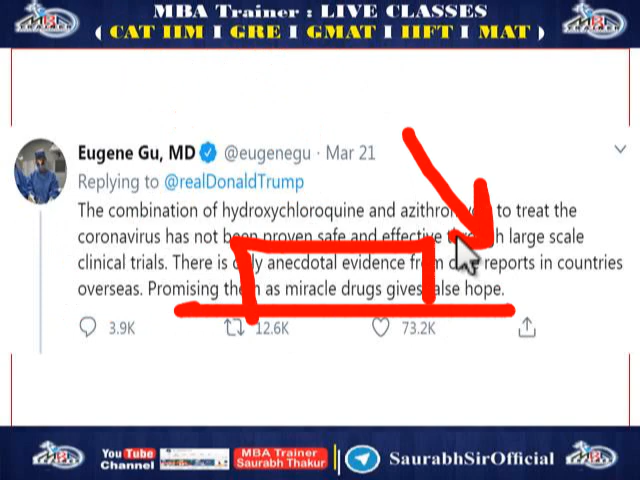 MBA Trainer : LIVE CLASSES
( CAT IIM I GRE I GMAT I IIFT I MAT )
Eugene Gu, MD @eugenegu · Mar 21
Replying to @realDonaldTrump
The combination of hydroxychloroquine and to treat the
coronavirus has not been proven safe and effective large scale
clinical trials. There is only anecdotal evidence from reports in countries
overseas. Promising them as miracle drugs gives false hope.
3.9K 12.6K 73.2K
You Tube Channel MBA Trainer Saurabh Thakur SaurabhSirOfficial